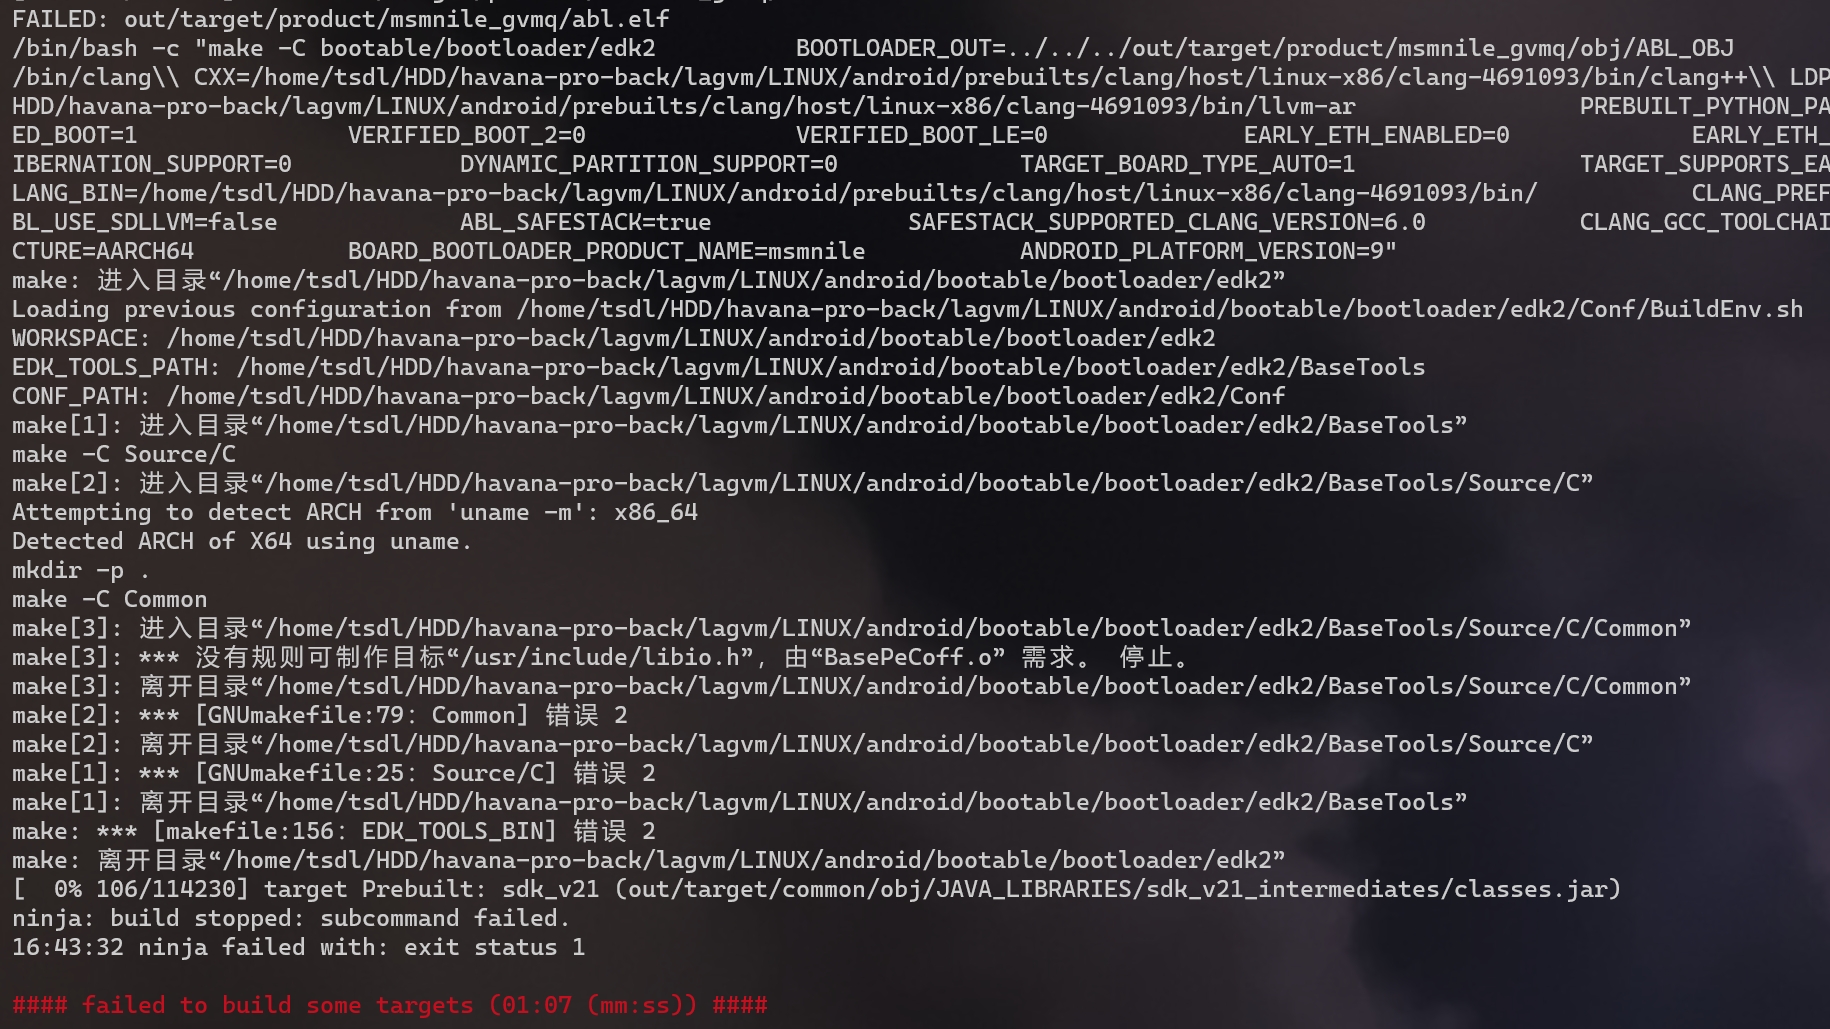 FAILED: out/target/product/msmnile_gvmq/abl.elf
/bin/bash -c "make -C bootable/bootloader/edk2          BOOTLOADER_OUT=../../../out/target/product/msmnile_gvmq/obj/ABL_OBJ
/bin/clang\\ CXX=/home/tsdl/HDD/havana-pro-back/lagvm/LINUX/android/prebuilts/clang/host/linux-x86/clang-4691093/bin/clang++\\ LDP
HDD/havana-pro-back/lagvm/LINUX/android/prebuilts/clang/host/linux-x86/clang-4691093/bin/llvm-ar                PREBUILT_PYTHON_PA
ED_BOOT=1               VERIFIED_BOOT_2=0               VERIFIED_BOOT_LE=0              EARLY_ETH_ENABLED=0             EARLY_ETH_
IBERNATION_SUPPORT=0            DYNAMIC_PARTITION_SUPPORT=0             TARGET_BOARD_TYPE_AUTO=1                TARGET_SUPPORTS_EA
LANG_BIN=/home/tsdl/HDD/havana-pro-back/lagvm/LINUX/android/prebuilts/clang/host/linux-x86/clang-4691093/bin/           CLANG_PREF
BL_USE_SDLLVM=false             ABL_SAFESTACK=true              SAFESTACK_SUPPORTED_CLANG_VERSION=6.0           CLANG_GCC_TOOLCHAI
CTURE=AARCH64           BOARD_BOOTLOADER_PRODUCT_NAME=msmnile           ANDROID_PLATFORM_VERSION=9"
make: 进入目录“/home/tsdl/HDD/havana-pro-back/lagvm/LINUX/android/bootable/bootloader/edk2”
Loading previous configuration from /home/tsdl/HDD/havana-pro-back/lagvm/LINUX/android/bootable/bootloader/edk2/Conf/BuildEnv.sh
WORKSPACE: /home/tsdl/HDD/havana-pro-back/lagvm/LINUX/android/bootable/bootloader/edk2
EDK_TOOLS_PATH: /home/tsdl/HDD/havana-pro-back/lagvm/LINUX/android/bootable/bootloader/edk2/BaseTools
CONF_PATH: /home/tsdl/HDD/havana-pro-back/lagvm/LINUX/android/bootable/bootloader/edk2/Conf
make[1]: 进入目录“/home/tsdl/HDD/havana-pro-back/lagvm/LINUX/android/bootable/bootloader/edk2/BaseTools”
make -C Source/C
make[2]: 进入目录“/home/tsdl/HDD/havana-pro-back/lagvm/LINUX/android/bootable/bootloader/edk2/BaseTools/Source/C”
Attempting to detect ARCH from 'uname -m': x86_64
Detected ARCH of X64 using uname.
mkdir -p .
make -C Common
make[3]: 进入目录“/home/tsdl/HDD/havana-pro-back/lagvm/LINUX/android/bootable/bootloader/edk2/BaseTools/Source/C/Common”
make[3]: *** 没有规则可制作目标“/usr/include/libio.h”，由“BasePeCoff.o” 需求。 停止。
make[3]: 离开目录“/home/tsdl/HDD/havana-pro-back/lagvm/LINUX/android/bootable/bootloader/edk2/BaseTools/Source/C/Common”
make[2]: *** [GNUmakefile:79：Common] 错误 2
make[2]: 离开目录“/home/tsdl/HDD/havana-pro-back/lagvm/LINUX/android/bootable/bootloader/edk2/BaseTools/Source/C”
make[1]: *** [GNUmakefile:25：Source/C] 错误 2
make[1]: 离开目录“/home/tsdl/HDD/havana-pro-back/lagvm/LINUX/android/bootable/bootloader/edk2/BaseTools”
make: *** [makefile:156：EDK_TOOLS_BIN] 错误 2
make: 离开目录“/home/tsdl/HDD/havana-pro-back/lagvm/LINUX/android/bootable/bootloader/edk2”
[  0% 106/114230] target Prebuilt: sdk_v21 (out/target/common/obj/JAVA_LIBRARIES/sdk_v21_intermediates/classes.jar)
ninja: build stopped: subcommand failed.
16:43:32 ninja failed with: exit status 1
#### failed to build some targets (01:07 (mm:ss)) ####